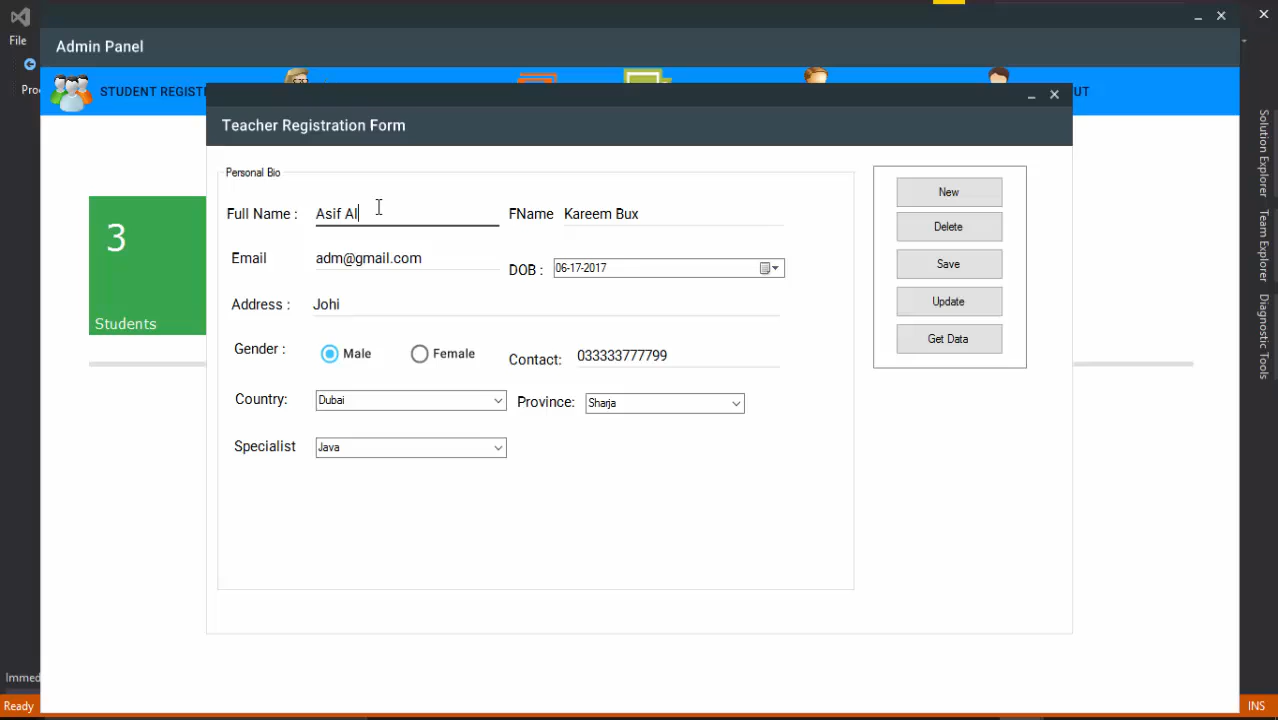 File
Admin Panel
Pro
STUDENT REGIST
UT
Teacher Registration Form
Personal Bio
Full Name : Asif Al FName Kareem Bux
Email adm@gmail.com DOB : 06-17-2017
Address : Johi
Gender : Male Female Contact: 033333777799
Country: Dubai Province: Sharja
Specialist Java
New
Delete
Save
Update
Get Data
3
Students
Solution Explorer
Team Explorer
Diagnostic Tools
Immed
Ready INS